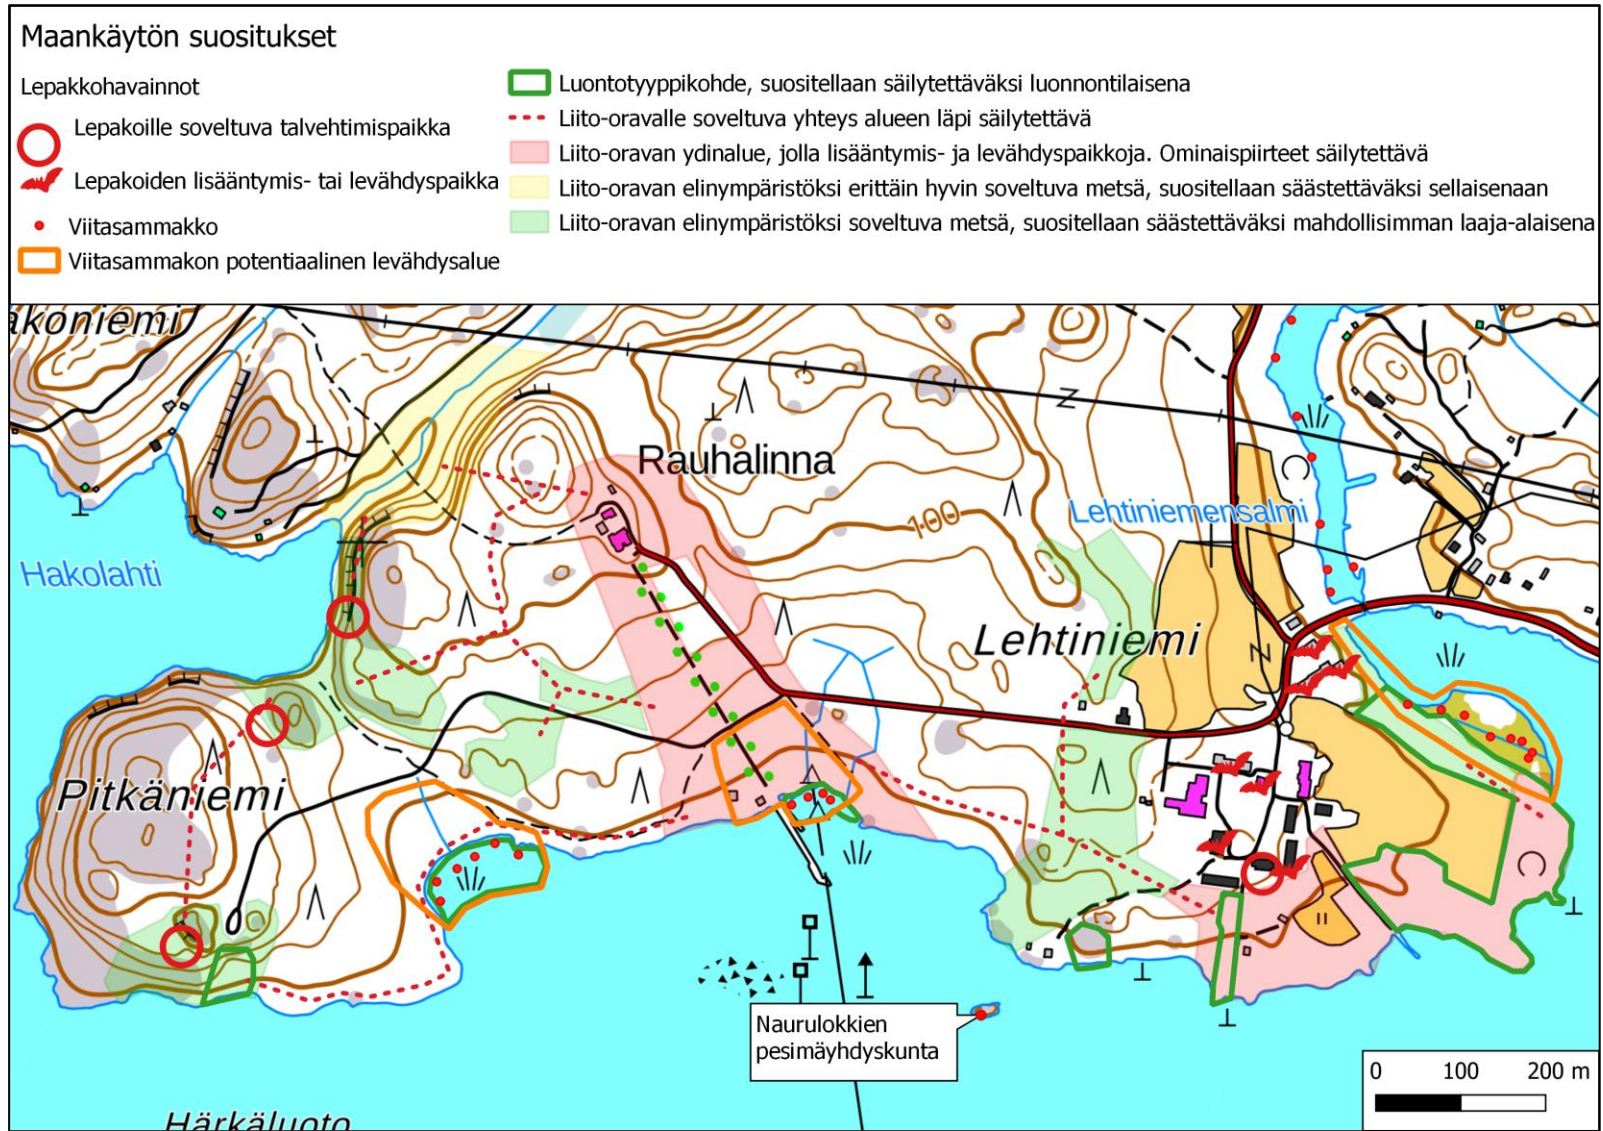 Maankäytön suositukset
Lepakkohavainnot
Lepakoille soveltuva talvehtimispaikka
Lepakoiden lisääntymis- tai levähdyspaikka
Viitasammakko
Viitasammakon potentiaalinen levähdysalue
Luontotyyppikohde, suositellaan säilytettäväksi luonnontilaisena
Liito-oravalle soveltuva yhteys alueen läpi säilytettävä
Liito-oravan ydinalue, jolla lisääntymis- ja levähdyspaikkoja. Ominaispiirteet säilytettävä
Liito-oravan elinympäristöksi erittäin hyvin soveltuva metsä, suositellaan säästettäväksi sellaisenaan
Liito-oravan elinympäristöksi soveltuva metsä, suositellaan säästettäväksi mahdollisimman laaja-alaisena
akoniemi
Rauhalinna
100
Lehtiniemensalmi
Hakolahti
Lehtiniemi
Pitkäniemi
Naurulokkien
pesimäyhdyskunta
0 100 200 m
Härkäluoto